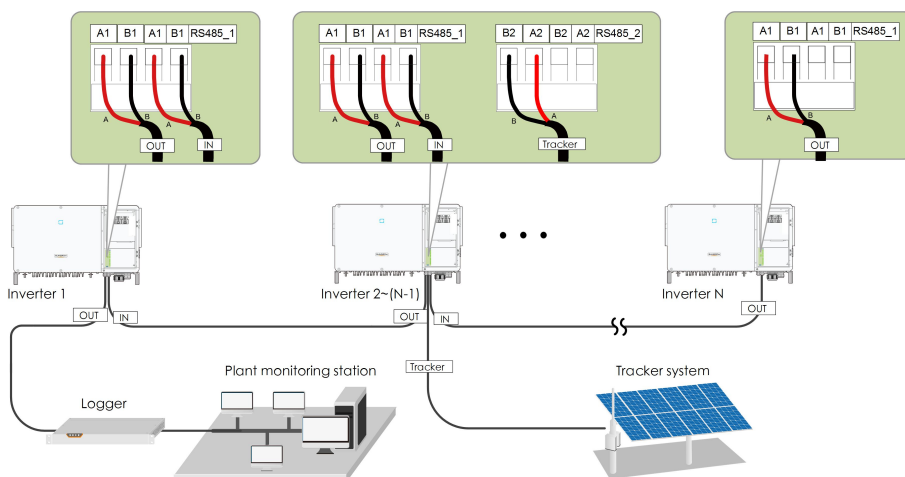 A1 B1 A1 B1 RS485_1
A B A B
OUT IN
A1 B1 A1 B1 RS485_1
A B A B
OUT IN
B2 A2 B2 A2 RS485_2
B A
Tracker
A1 B1 A1 B1 RS485_1
A B
OUT
Inverter 1
Inverter 2~(N-1)
Inverter N
OUT IN
OUT IN
OUT
Tracker
Plant monitoring station
Tracker system
Logger